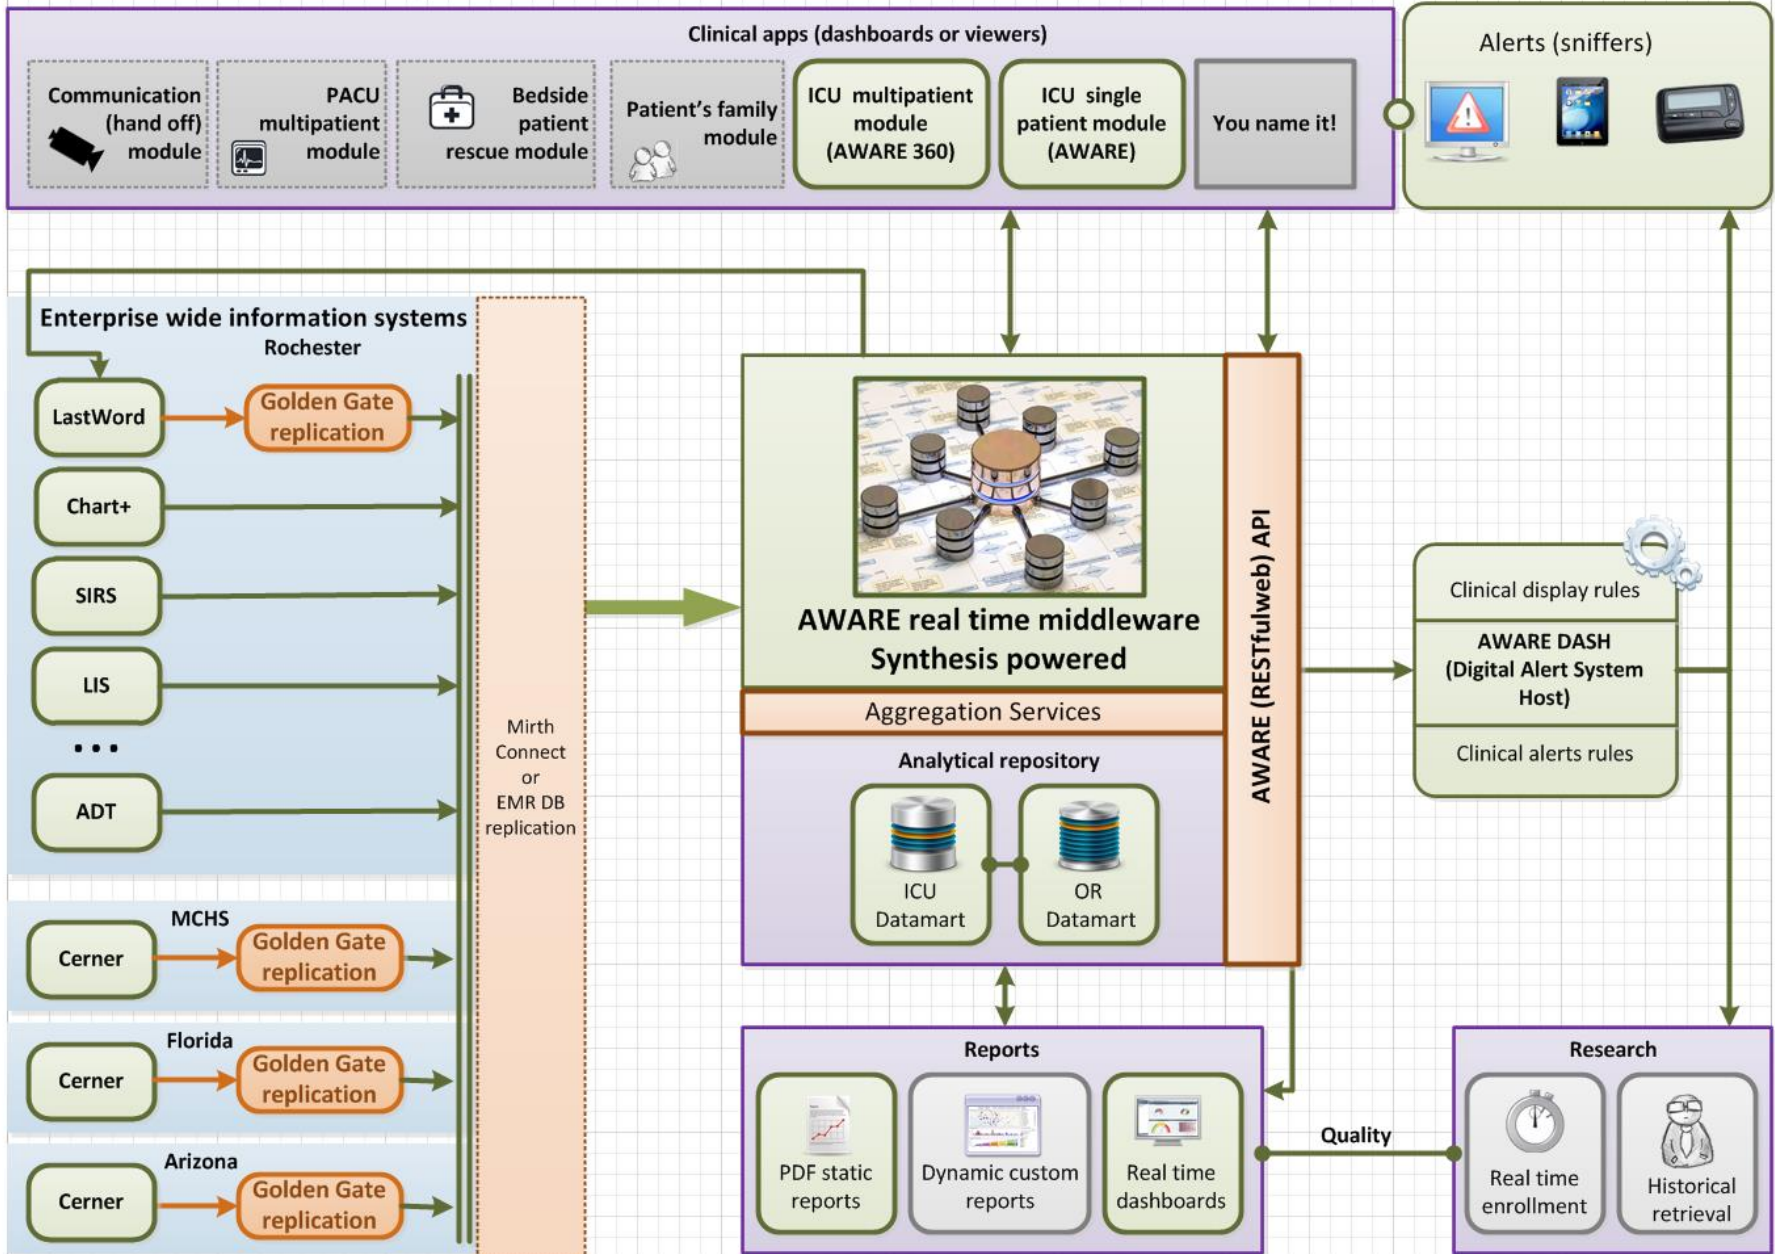 Clinical apps (dashboards or viewers)
Communication
(hand off)
module
PACU
multipatient
module
Bedside
patient
rescue module
Patient's family
module
ICU multipatient
module
(AWARE 360)
ICU single
patient module
(AWARE)
You name it!
Alerts (sniffers)
Enterprise wide information systems
Rochester
LastWord
Golden Gate
replication
Chart+
SIRS
LIS
...
ADT
MCHS
Cerner
Golden Gate
replication
Florida
Cerner
Golden Gate
replication
Arizona
Cerner
Golden Gate
replication
Mirth
Connect
or
EMR DB
replication
AWARE real time middleware
Synthesis powered
Aggregation Services
Analytical repository
ICU
Datamart
OR
Datamart
AWARE (RESTfulweb) API
Clinical display rules
AWARE DASH
(Digital Alert System
Host)
Clinical alerts rules
Reports
PDF static
reports
Dynamic custom
reports
Real time
dashboards
Quality
Research
Real time
enrollment
Historical
retrieval